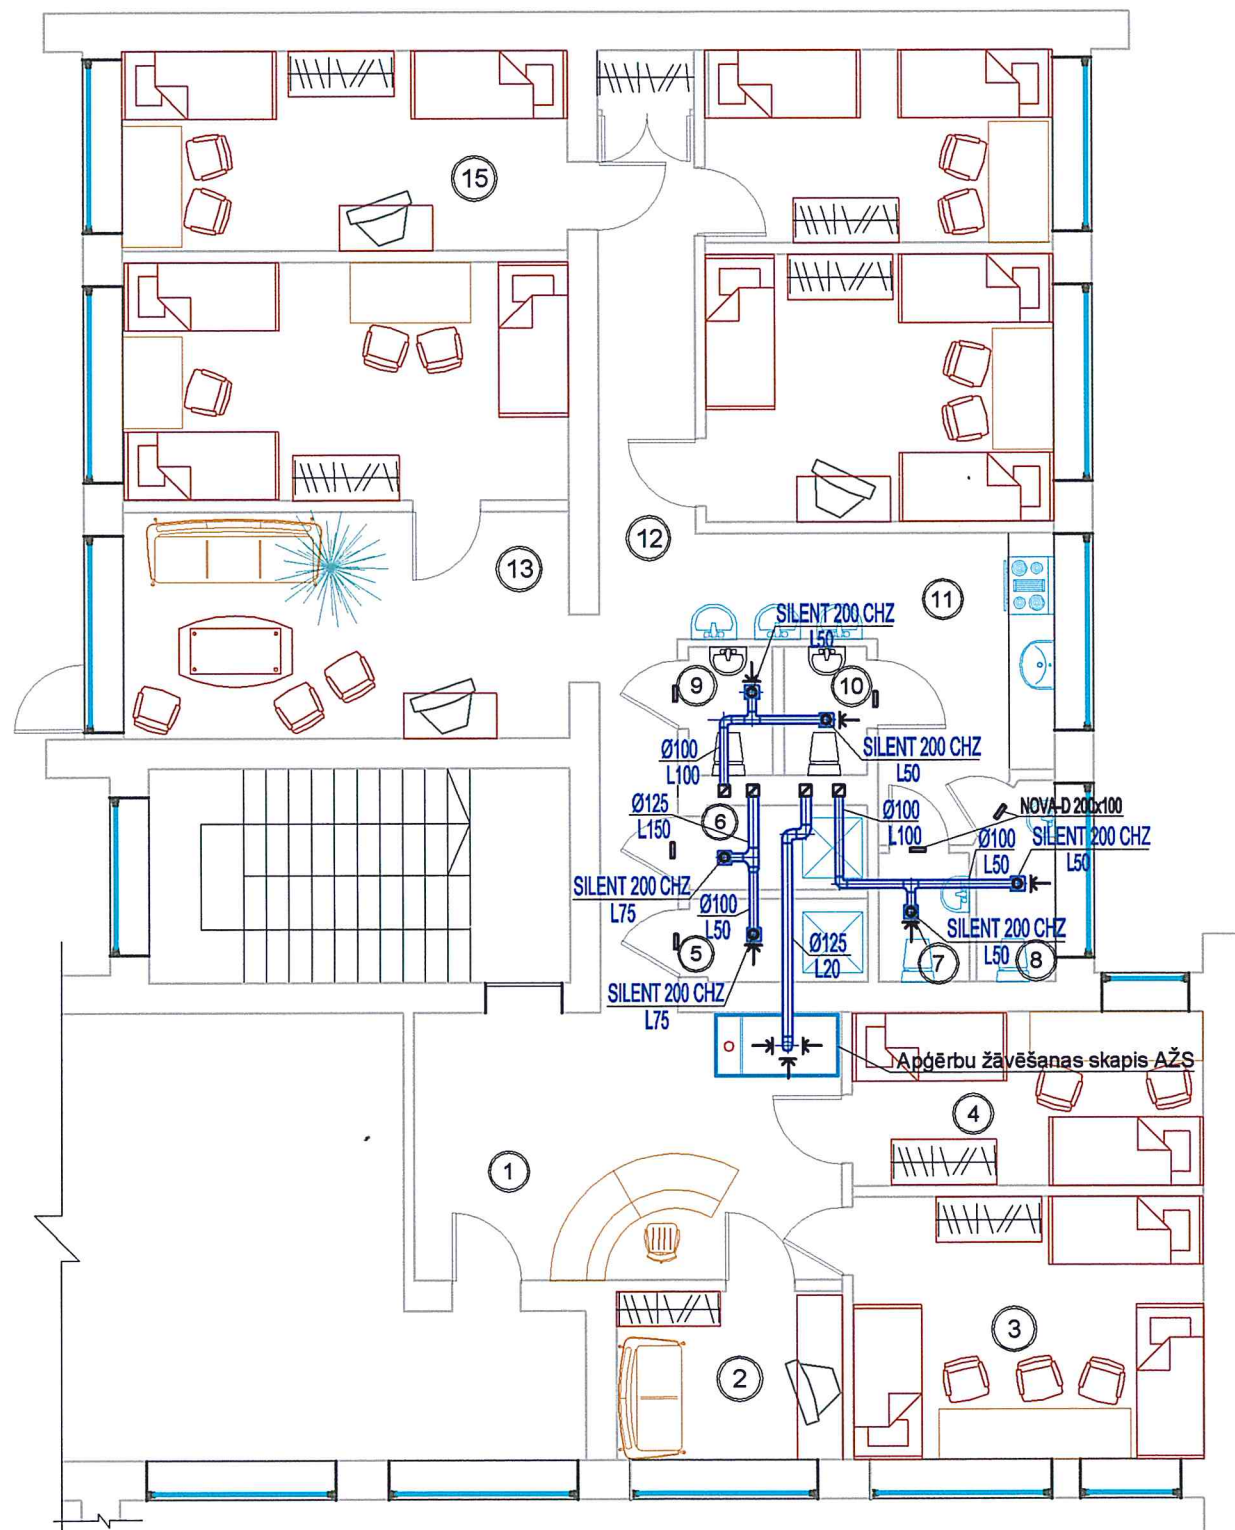 15
12
13
11
SILENT 200 CHZ
L50
9
10
SILENT 200 CHZ
L50
Ø100
L100
Ø125
L150
6
Ø100
L100
NOVA-D 200x100
Ø100
L50
SILENT 200 CHZ
L50
SILENT 200 CHZ
L75
Ø100
L50
SILENT 200 CHZ
L50
5
Ø125
L20
7
8
SILENT 200 CHZ
L75
Apģērbu žāvēšanas skapis AŽS
4
1
3
2